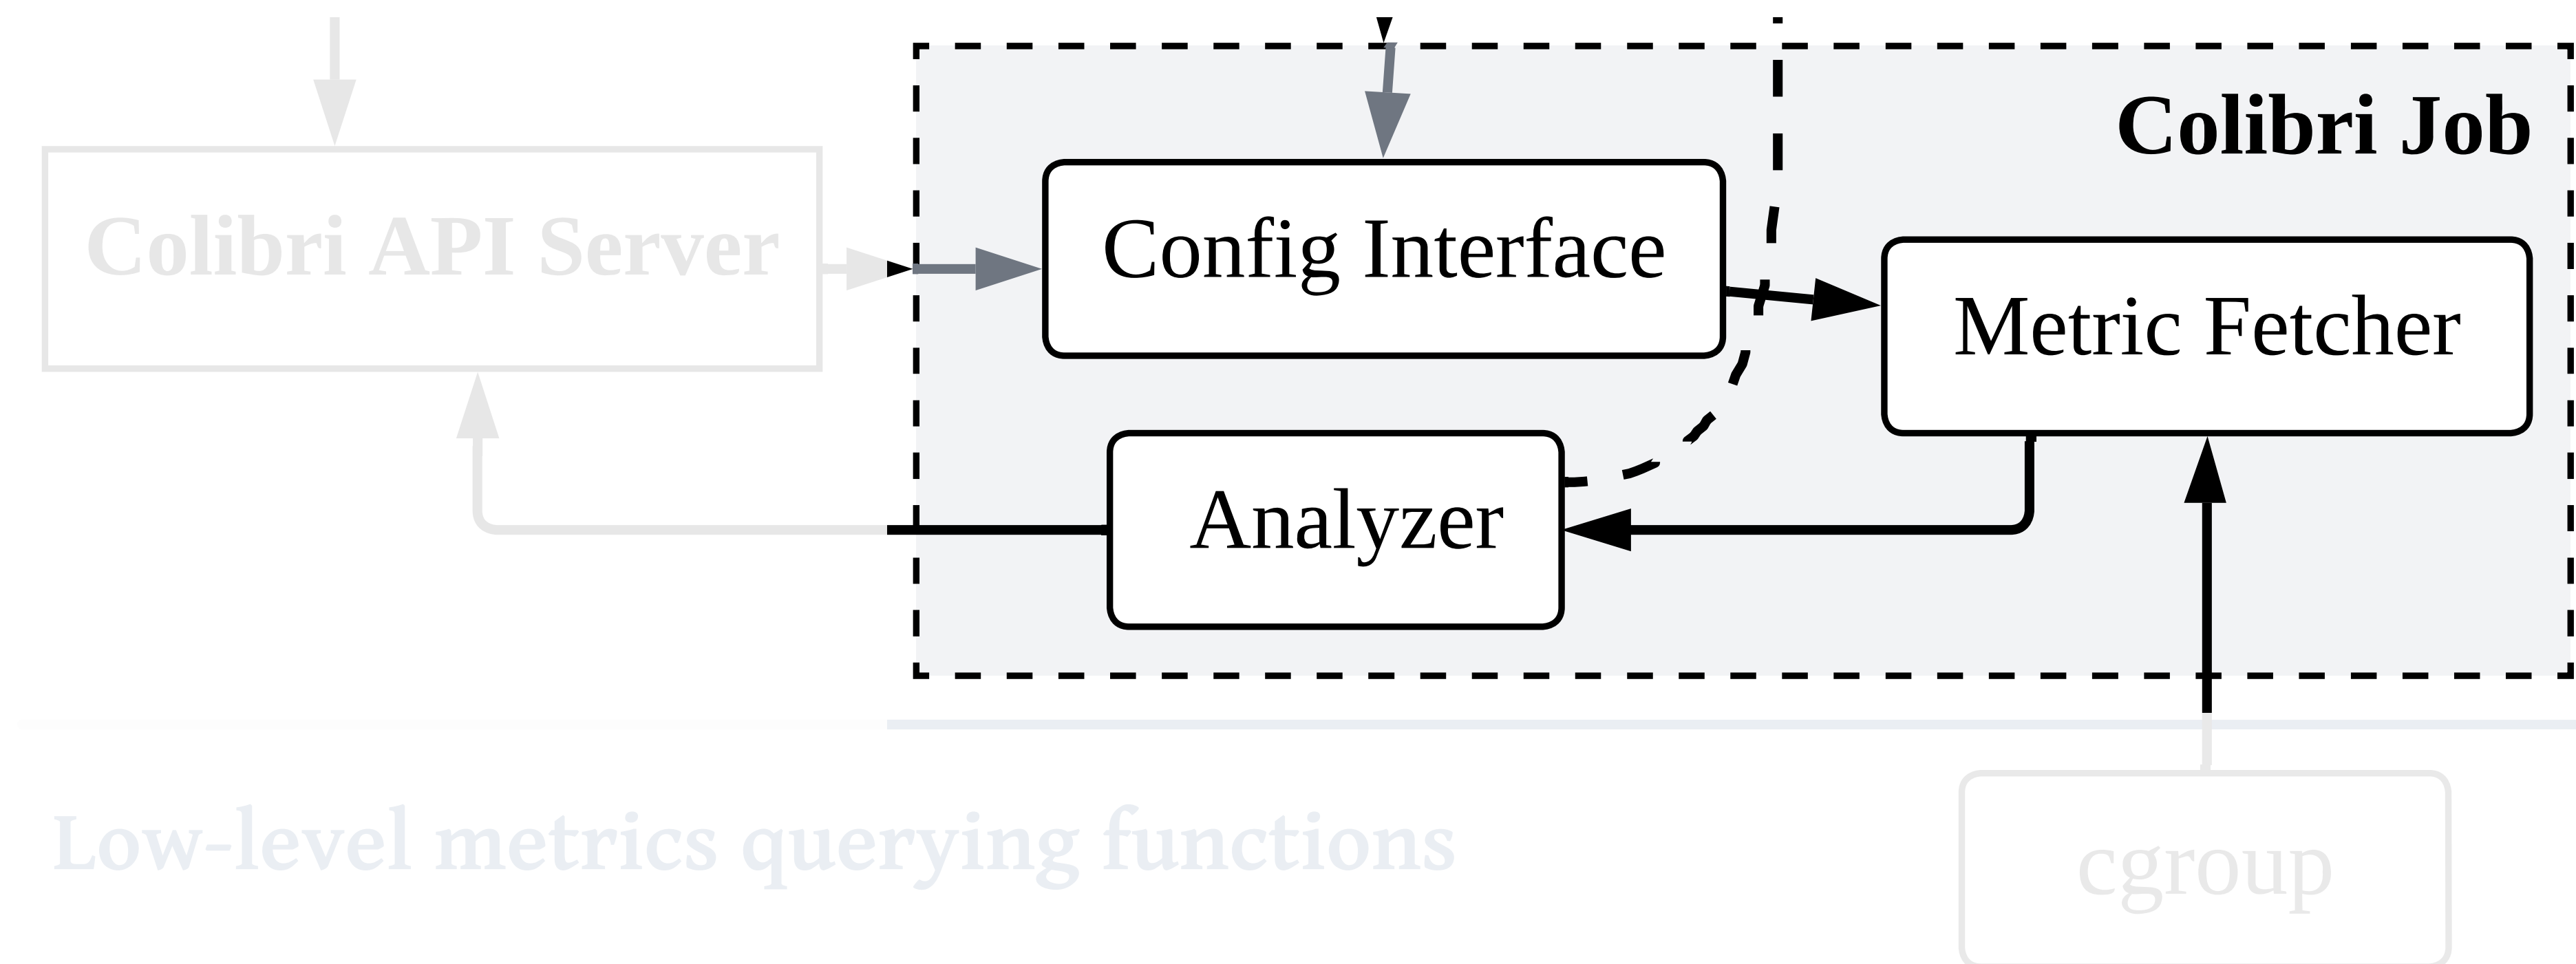 Colibri Job
Colibri API Server
Config Interface
Metric Fetcher
Analyzer
Low-level metrics querying functions
cgroup